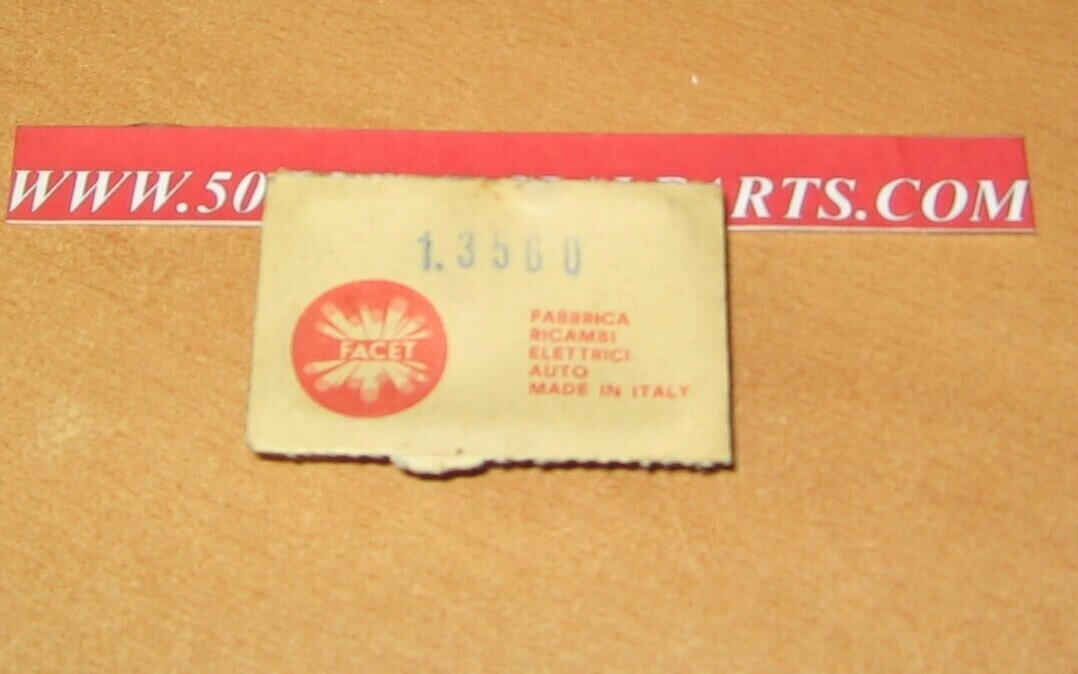 WWW.50
RTS.COM
1.3560
FACET
FABBRICA
RICAMBI
ELETTRICI
AUTO
MADE IN ITALY